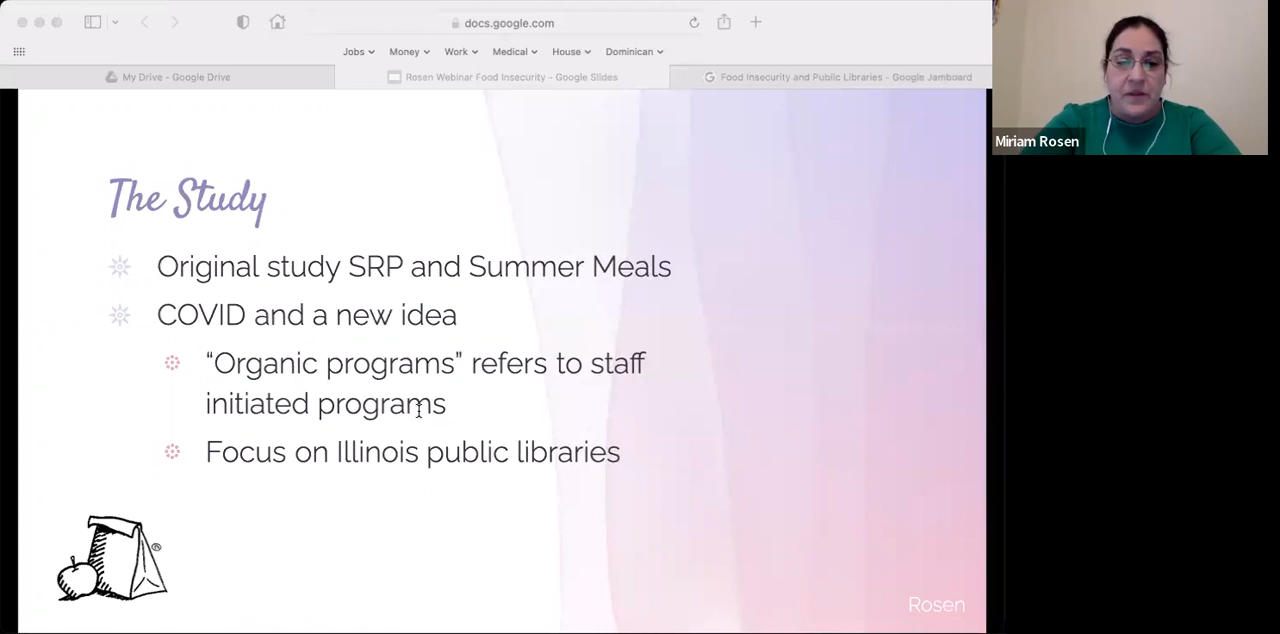 docs.google.com
Jobs Money Work Medical House Dominican
My Drive - Google Drive
Rosen Webinar Food Insecurity - Google Slides
Food Insecurity and Public Libraries - Google Jamboard
Miriam Rosen
The Study
Original study SRP and Summer Meals
COVID and a new idea
“Organic programs” refers to staff
initiated programs
Focus on Illinois public libraries
®
Rosen